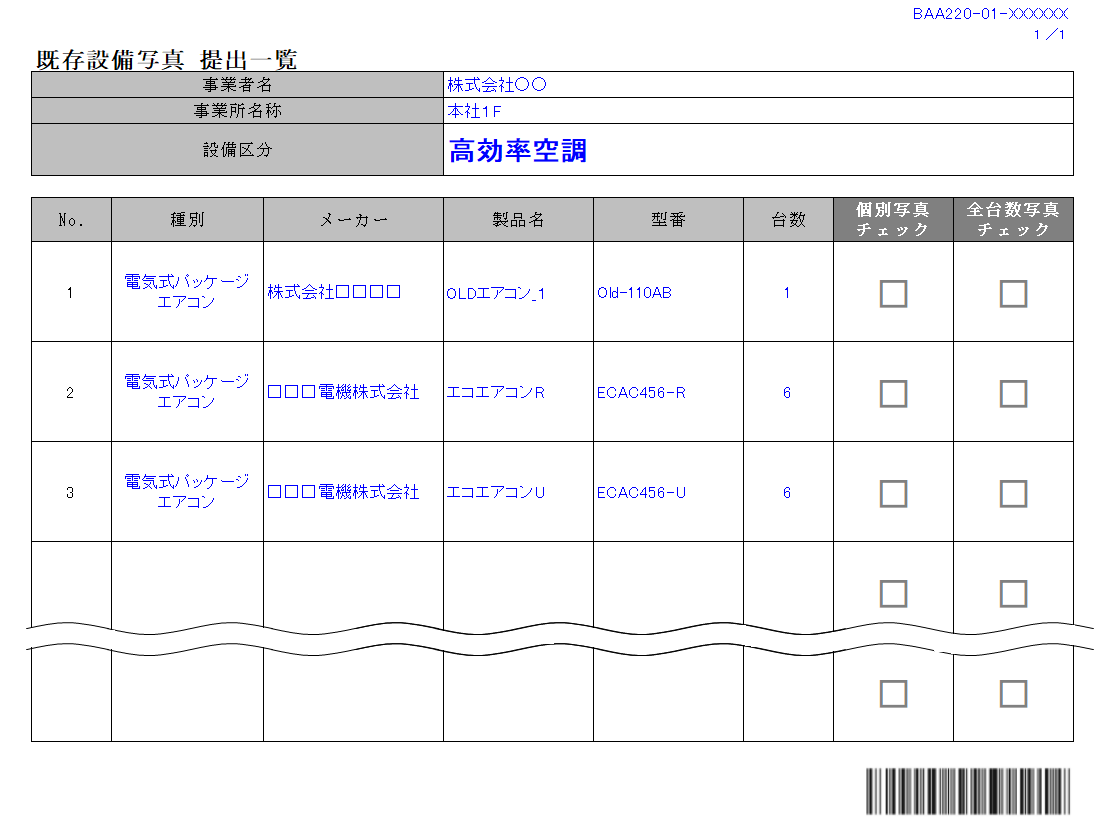 BAA220-01-XXXXXX
1 ／1
既存設備写真 提出一覧
事業者名 株式会社〇〇
事業所名称 本社1F
設備区分 高効率空調
No. 種別 メーカー 製品名 型番 台数 個別写真 全台数写真
チェック チェック
1 電気式パッケージ 株式会社□□□□ OLDエアコン_1 Old-110AB 1 □ □
エアコン
2 電気式パッケージ □□□電機株式会社 エコエアコンR ECAC456-R 6 □ □
エアコン
3 電気式パッケージ □□□電機株式会社 エコエアコンU ECAC456-U 6 □ □
エアコン
□ □
□ □